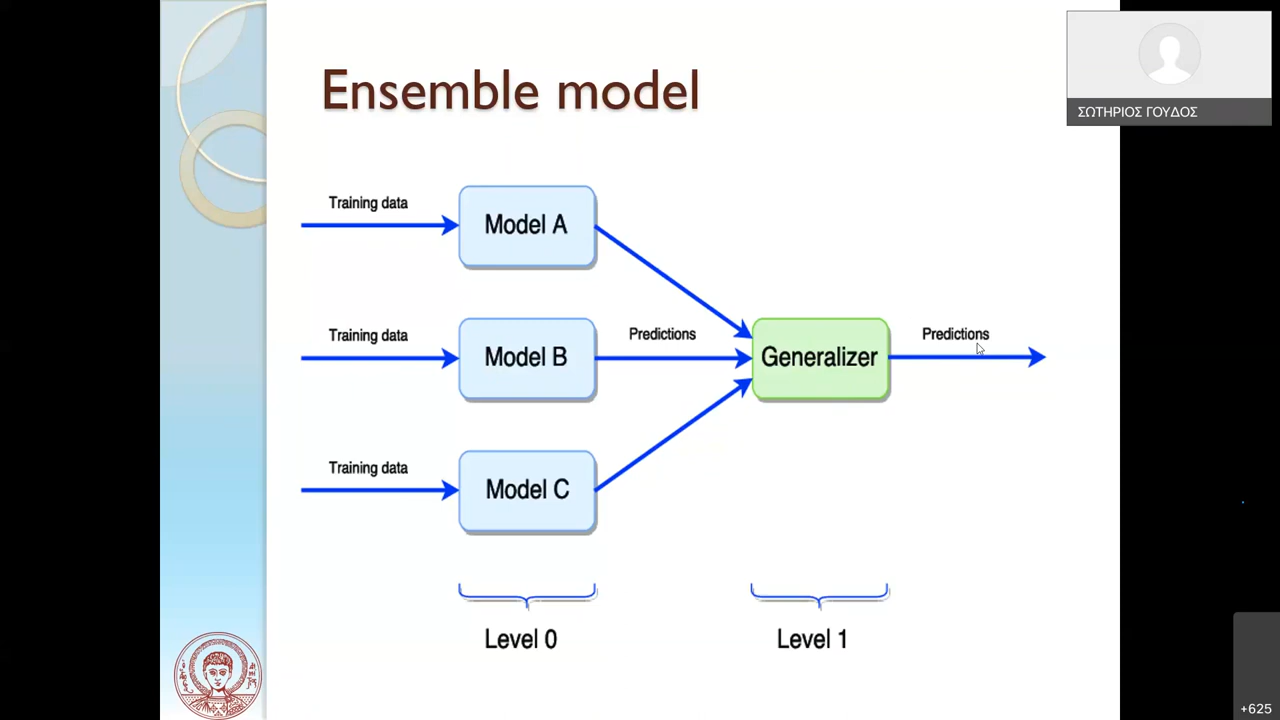 Ensemble model
ΣΩΤΗΡΙΟΣ ΓΟΥΔΟΣ
Training data
Model A
Training data
Model B
Predictions
Generalizer
Predictions
Training data
Model C
Level 0
Level 1
+625